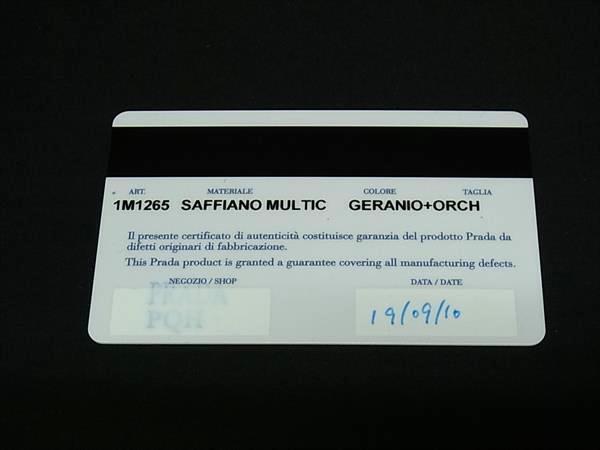 ART. MATERIALE COLORE TAGLIA
1M1265 SAFFIANO MULTIC GERANIO+ORCH
Il presente certificato di autenticità costituisce garanzia del prodotto Prada da
difetti originari di fabbricazione.
This Prada product is granted a guarantee covering all manufacturing defects.
NEGOZIO / SHOP DATA / DATE
PRADA
PQH 19/09/10